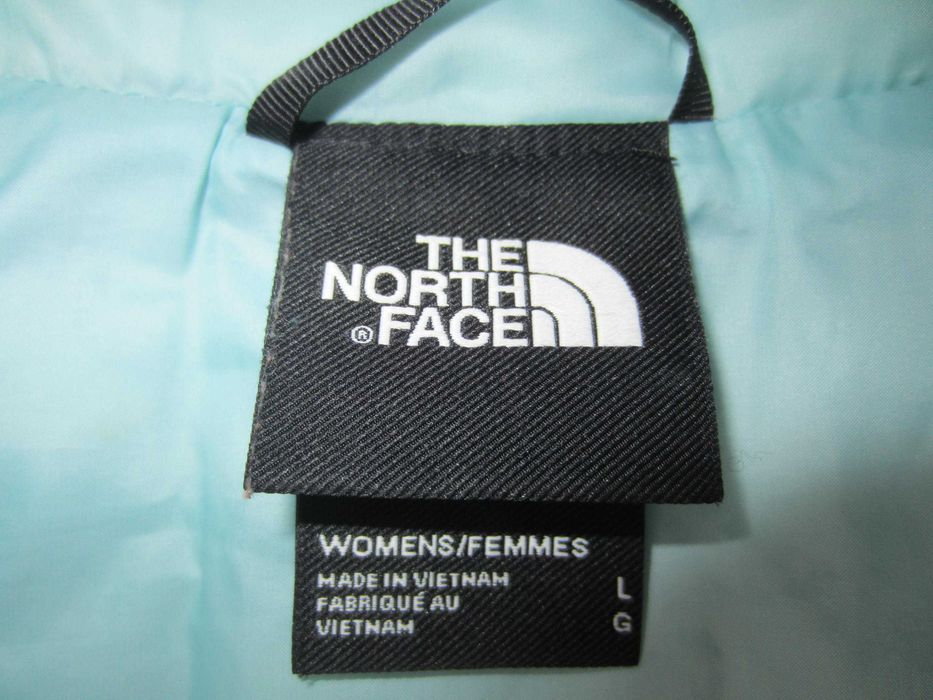 THE
NORTH
® FACE
WOMENS/FEMMES
MADE IN VIETNAM
FABRIQUÉ AU
VIETNAM
L
G